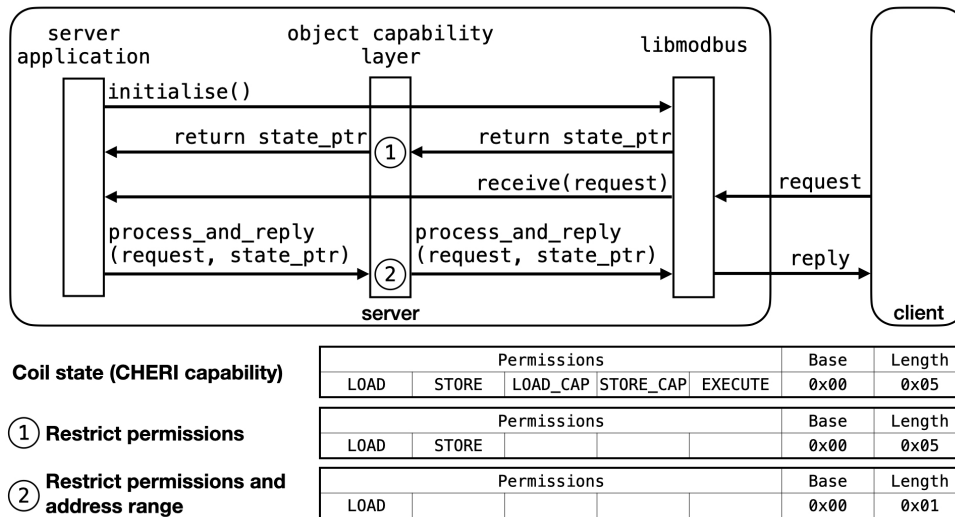 server
application
object capability
layer
libmodbus
initialise()
return state_ptr
return state_ptr
1
receive(request)
request
process_and_reply
(request, state_ptr)
process_and_reply
(request, state_ptr)
2
reply
server
client
Coil state (CHERI capability)
Permissions Base Length
LOAD STORE LOAD_CAP STORE_CAP EXECUTE 0x00 0x05
1 Restrict permissions
Permissions Base Length
LOAD STORE 0x00 0x05
2 Restrict permissions and
address range
Permissions Base Length
LOAD 0x00 0x01